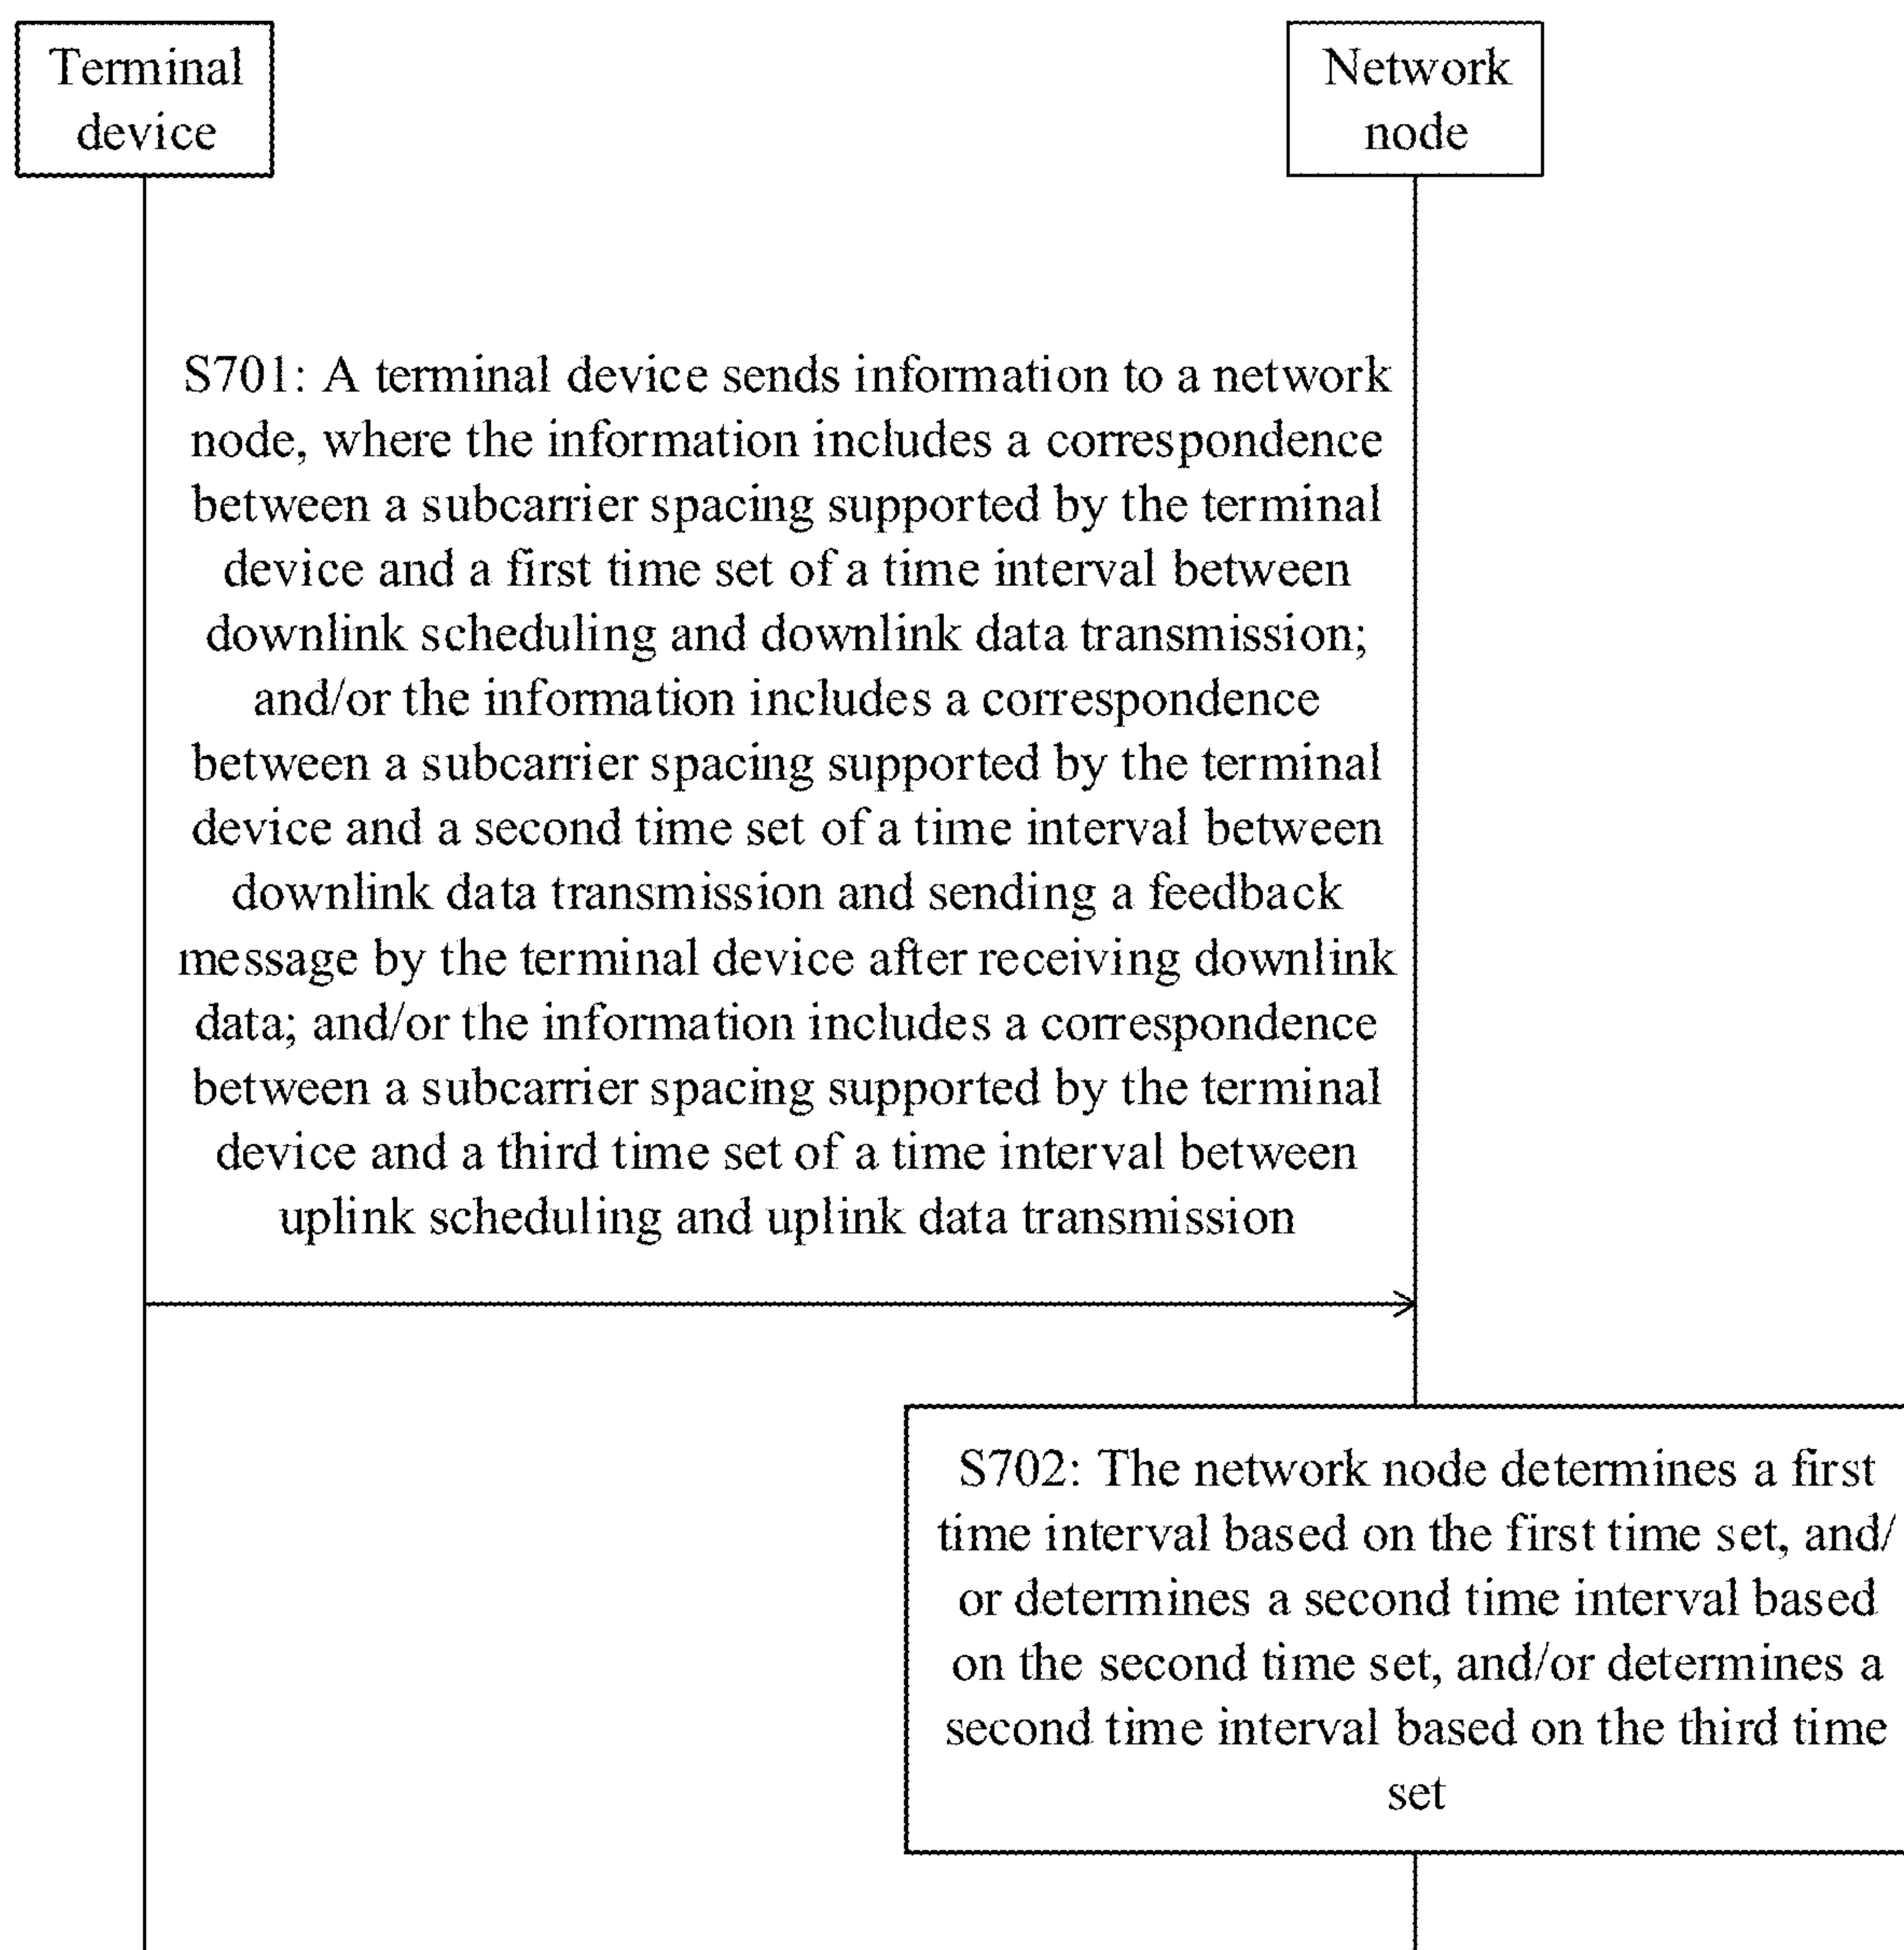 Terminal
device
Network
node
S701: A terminal device sends information to a network
node, where the information includes a correspondence
between a subcarrier spacing supported by the terminal
device and a first time set of a time interval between
downlink scheduling and downlink data transmission;
and/or the information includes a correspondence
between a subcarrier spacing supported by the terminal
device and a second time set of a time interval between
downlink data transmission and sending a feedback
message by the terminal device after receiving downlink
data; and/or the information includes a correspondence
between a subcarrier spacing supported by the terminal
device and a third time set of a time interval between
uplink scheduling and uplink data transmission
S702: The network node determines a first
time interval based on the first time set, and/
or determines a second time interval based
on the second time set, and/or determines a
second time interval based on the third time
set